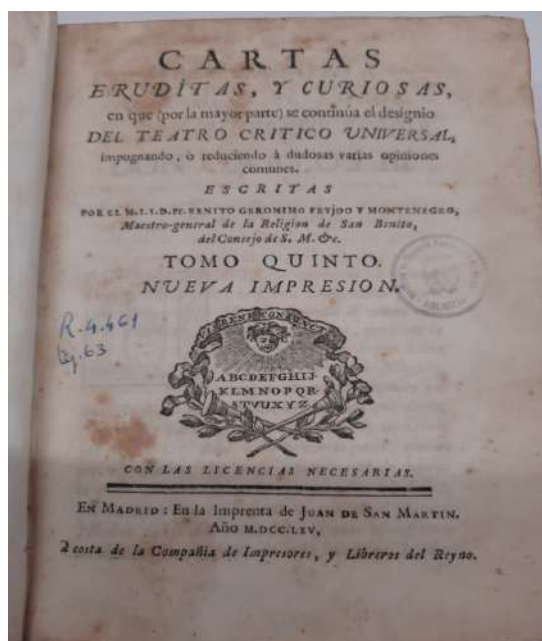 CARTAS
ERUDÍTAS, Y CURIOSAS,
en que (por la mayor parte) se continúa el designio
DEL TEATRO CRITICO UNIVERSAL,
impugnando, ò reduciendo à dudosas varias opiniones
comunes.
ESCRITAS
POR EL M.I.S.D.Fr. BENITO GERONIMO FEYJOO Y MONTENEGRO,
Maestro-general de la Religion de San Benito,
del Consejo de S. M. &c.
TOMO QUINTO.
NUEVA IMPRESION.
R.4.461
63
ABCDEFGHIJ
KLMNOPQR
STVUXYZ
CON LAS LICENCIAS NECESARIAS.
EN MADRID: En la Imprenta de JUAN DE SAN MARTIN.
Año M.DCC.LXV,
A costa de la Compañia de Impresores, y Libreros del Reyno.